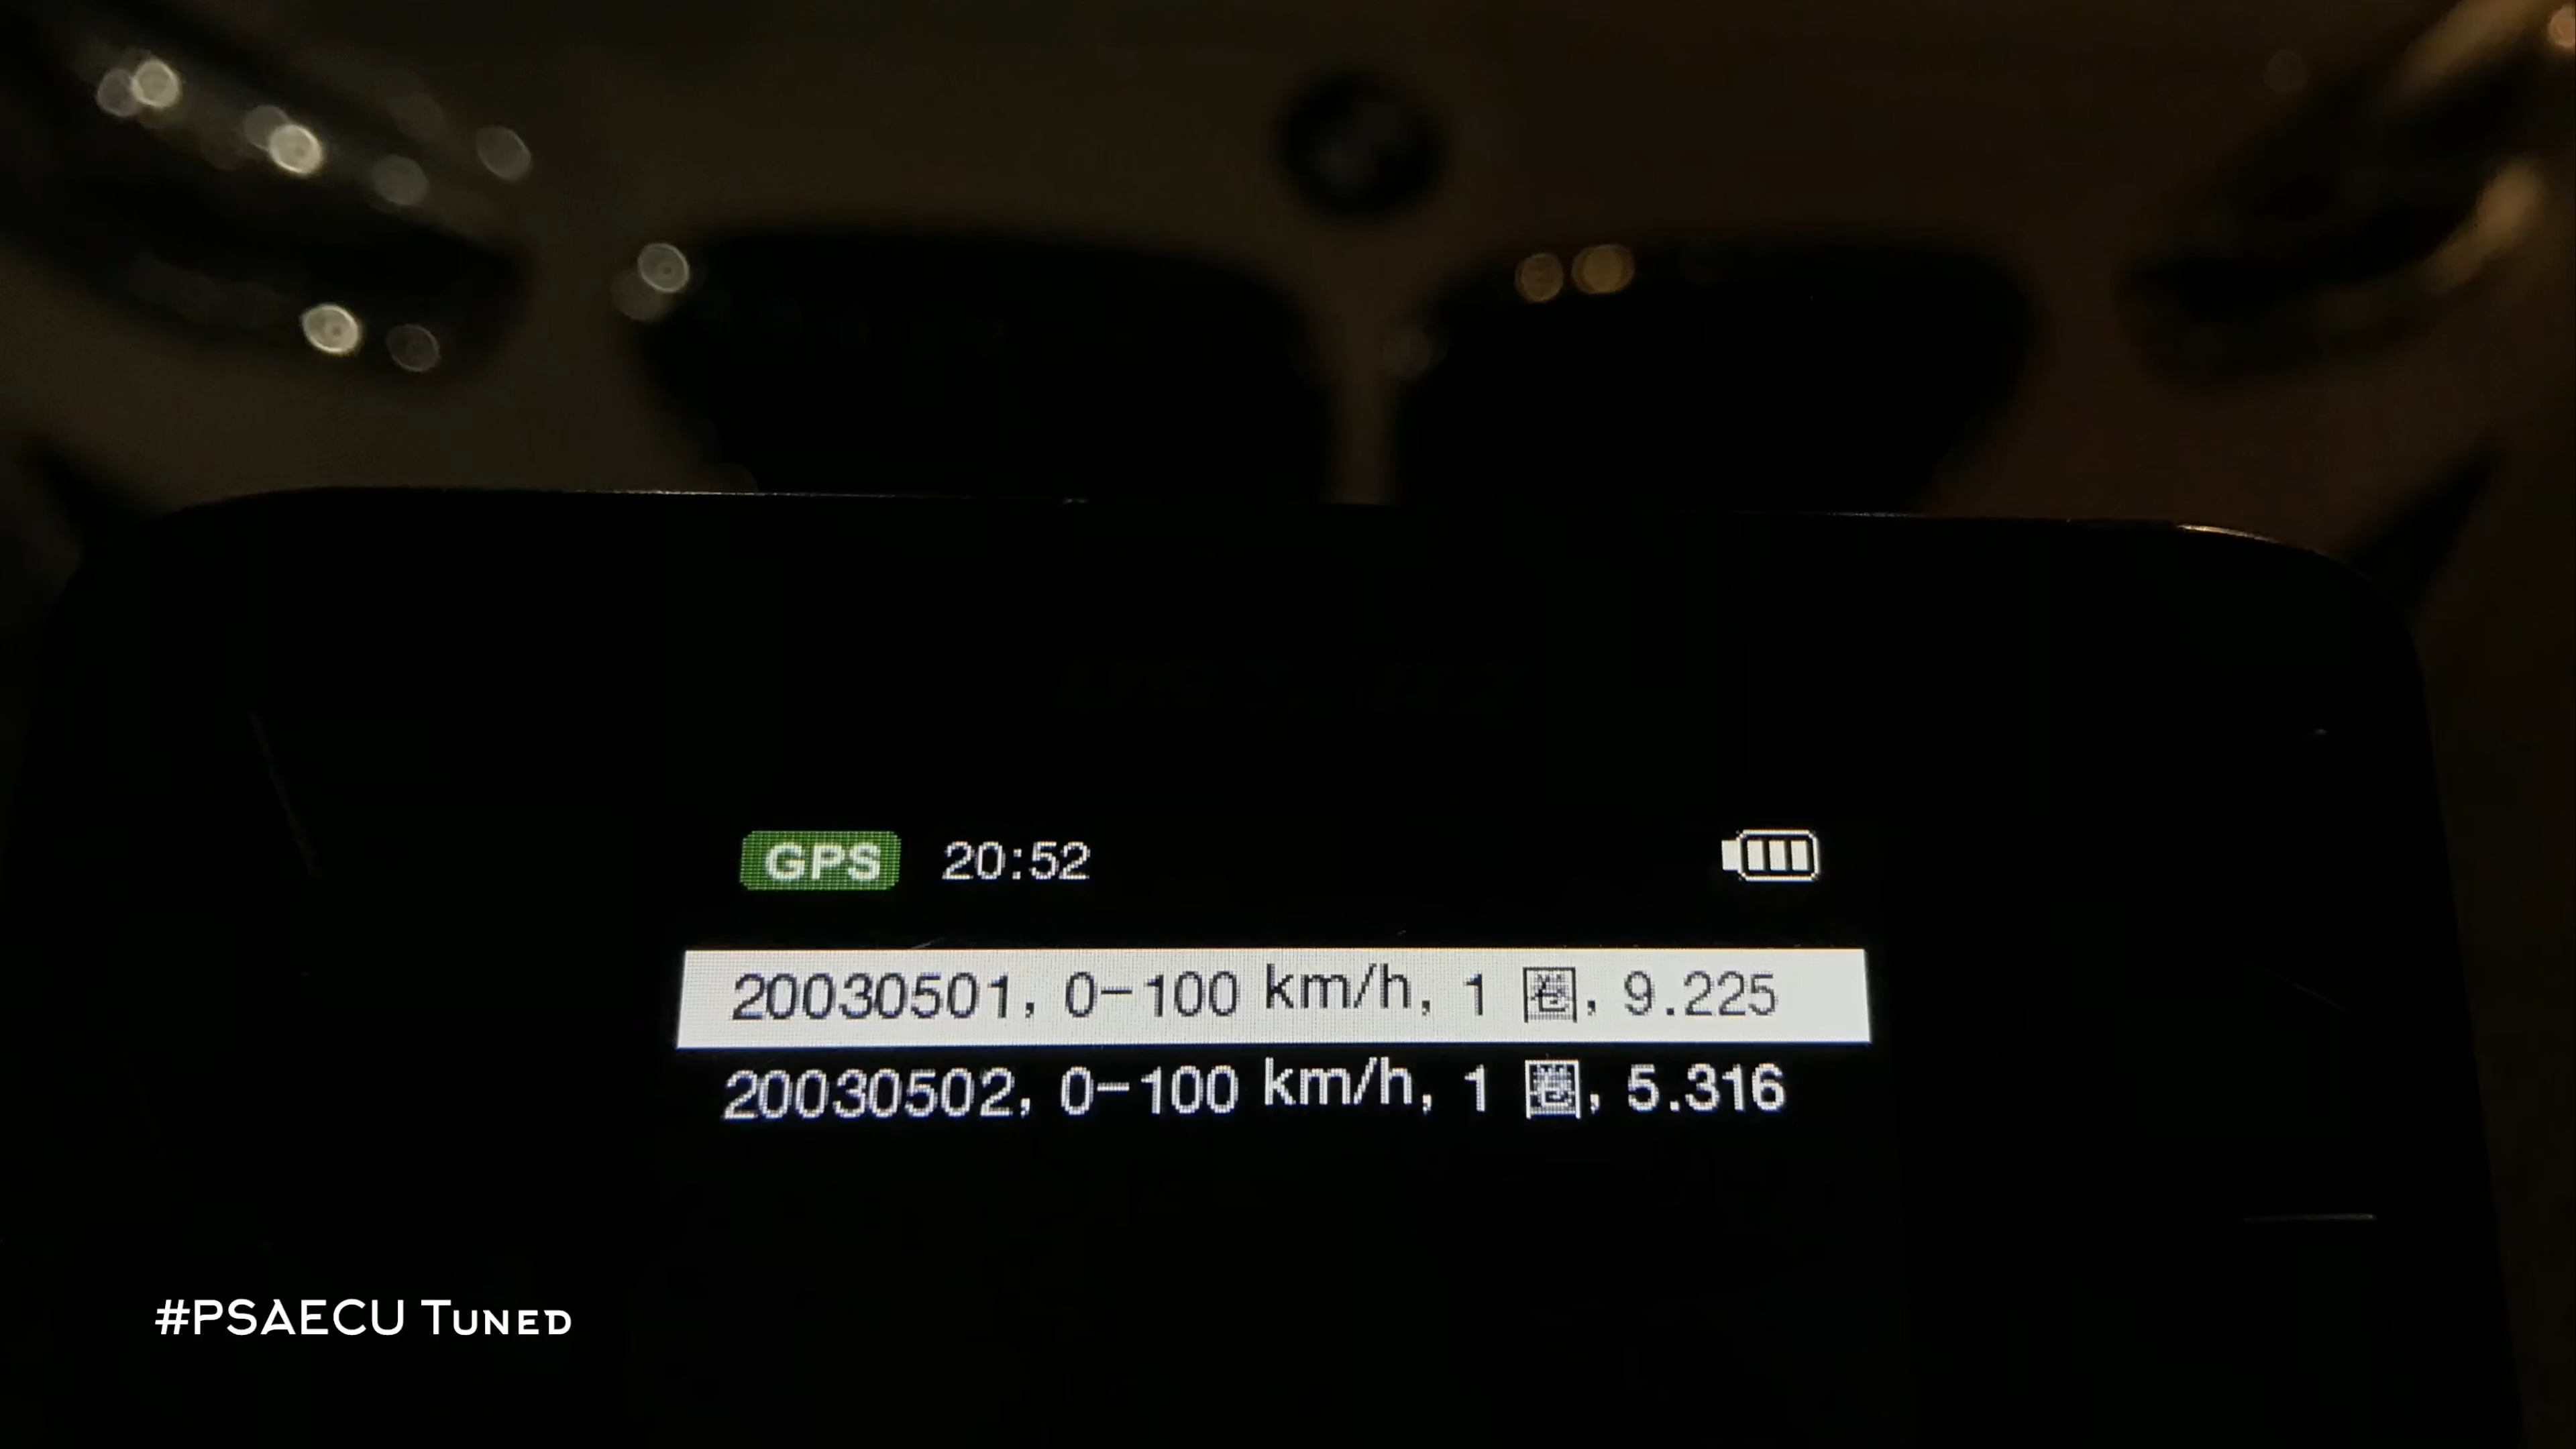 GPS 20:52
20030501, 0-100 km/h, 1 圈, 9.225
20030502, 0-100 km/h, 1 圈, 5.316
#PSAECU Tuned